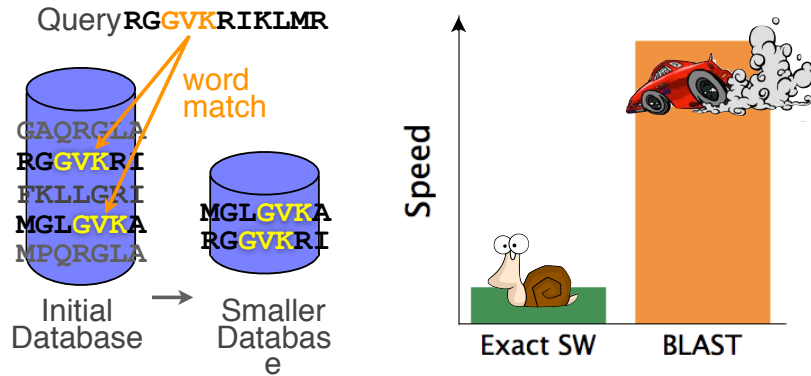 Query RGGVKRIKLMR
word
match
GAQRGLA
RGGVKRI
FKLLGRI
MGLGVKA
MPQRGLA
Initial
Database
MGLGVKA
RGGVKRI
Smaller
Databas
e
Speed
Exact SW
BLAST